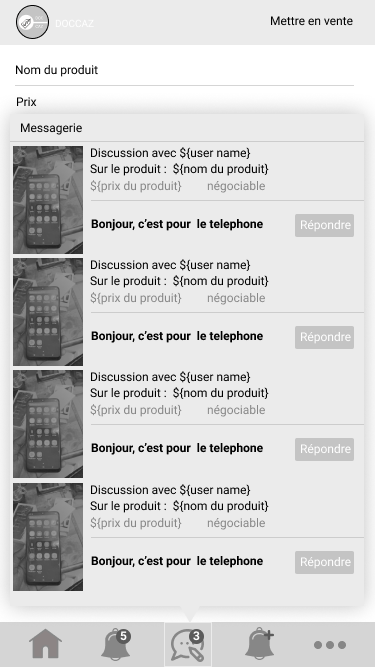 DOCOAZ
Mettre en vente
Nom du produit
Prix
Messagerie
Discussion avec ${user name}
Sur le produit : ${nom du produit}
${prix du produit} négociable
Bonjour, c’est pour le telephone
Répondre
Discussion avec ${user name}
Sur le produit : ${nom du produit}
${prix du produit} négociable
Bonjour, c’est pour le telephone
Répondre
Discussion avec ${user name}
Sur le produit : ${nom du produit}
${prix du produit} négociable
Bonjour, c’est pour le telephone
Répondre
Discussion avec ${user name}
Sur le produit : ${nom du produit}
${prix du produit} négociable
Bonjour, c’est pour le telephone
Répondre
5
3